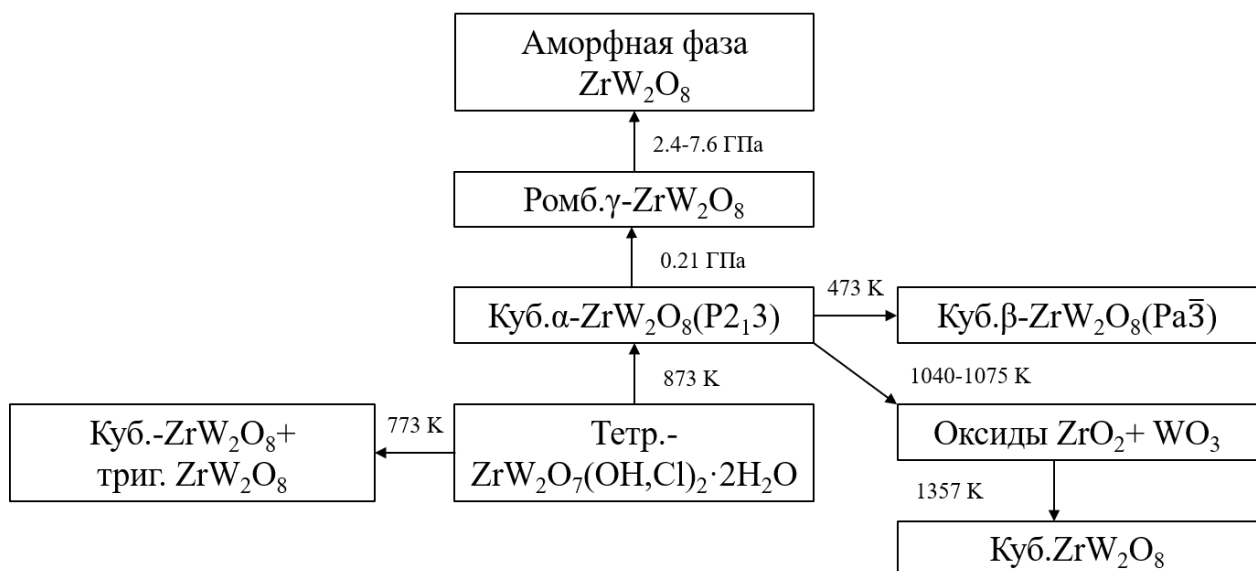 Аморфная фаза
ZrW₂O₈
2.4-7.6 ГПа
Ромб.γ-ZrW₂O₈
0.21 ГПа
Куб.α-ZrW₂O₈(P2₁3)
473 K
Куб.β-ZrW₂O₈(Pa3̅)
873 K
1040-1075 K
Куб.-ZrW₂O₈+
триг. ZrW₂O₈
773 K
Тетр.-
ZrW₂O₇(OH,Cl)₂·2H₂O
Оксиды ZrO₂+ WO₃
1357 K
Куб.ZrW₂O₈